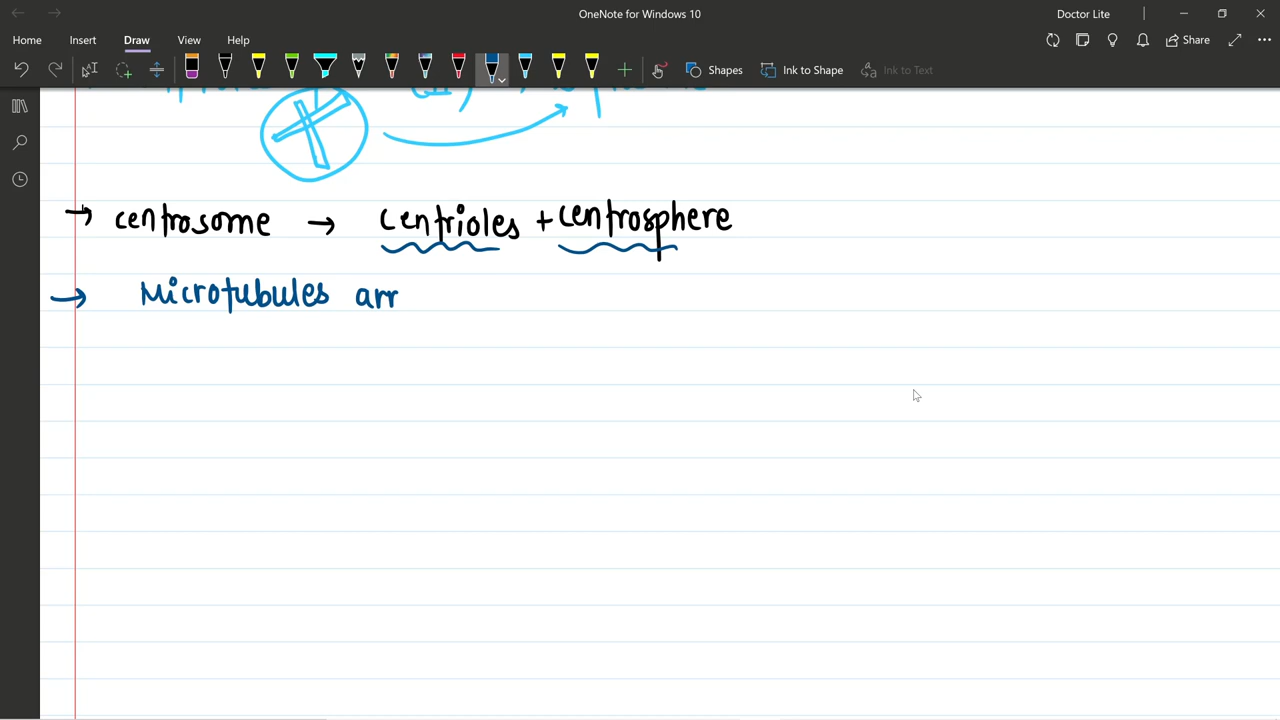 OneNote for Windows 10
Doctor Lite
Home Insert Draw View Help
Share
Shapes Ink to Shape Ink to Text
→ centrosome → centrioles + centrosphere
→ Microtubules arr